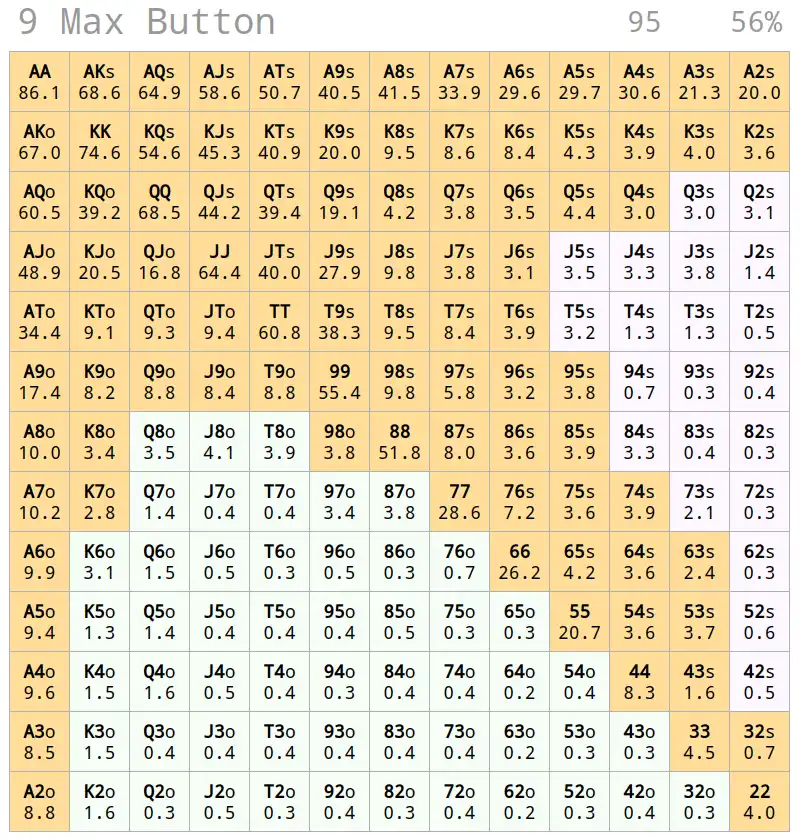 9 Max Button 95 56%
AA AKs AQs AJs ATs A9s A8s A7s A6s A5s A4s A3s A2s
86.1 68.6 64.9 58.6 50.7 40.5 41.5 33.9 29.6 29.7 30.6 21.3 20.0
AKo KK KQs KJs KTs K9s K8s K7s K6s K5s K4s K3s K2s
67.0 74.6 54.6 45.3 40.9 20.0 9.5 8.6 8.4 4.3 3.9 4.0 3.6
AQo KQo QQ QJs QTs Q9s Q8s Q7s Q6s Q5s Q4s Q3s Q2s
60.5 39.2 68.5 44.2 39.4 19.1 4.2 3.8 3.5 4.4 3.0 3.0 3.1
AJo KJo QJo JJ JTs J9s J8s J7s J6s J5s J4s J3s J2s
48.9 20.5 16.8 64.4 40.0 27.9 9.8 3.8 3.1 3.5 3.3 3.8 1.4
ATo KTo QTo JTo TT T9s T8s T7s T6s T5s T4s T3s T2s
34.4 9.1 9.3 9.4 60.8 38.3 9.5 8.4 3.9 3.2 1.3 1.3 0.5
A9o K9o Q9o J9o T9o 99 98s 97s 96s 95s 94s 93s 92s
17.4 8.2 8.8 8.4 8.8 55.4 9.8 5.8 3.2 3.8 0.7 0.3 0.4
A8o K8o Q8o J8o T8o 98o 88 87s 86s 85s 84s 83s 82s
10.0 3.4 3.5 4.1 3.9 3.8 51.8 8.0 3.6 3.9 3.3 0.4 0.3
A7o K7o Q7o J7o T7o 97o 87o 77 76s 75s 74s 73s 72s
10.2 2.8 1.4 0.4 0.4 3.4 3.8 28.6 7.2 3.6 3.9 2.1 0.3
A6o K6o Q6o J6o T6o 96o 86o 76o 66 65s 64s 63s 62s
9.9 3.1 1.5 0.5 0.3 0.5 0.3 0.7 26.2 4.2 3.6 2.4 0.3
A5o K5o Q5o J5o T5o 95o 85o 75o 65o 55 54s 53s 52s
9.4 1.3 1.4 0.4 0.4 0.4 0.5 0.3 0.3 20.7 3.6 3.7 0.6
A4o K4o Q4o J4o T4o 94o 84o 74o 64o 54o 44 43s 42s
9.6 1.5 1.6 0.5 0.4 0.3 0.4 0.4 0.2 0.4 8.3 1.6 0.5
A3o K3o Q3o J3o T3o 93o 83o 73o 63o 53o 43o 33 32s
8.5 1.5 0.4 0.4 0.4 0.4 0.4 0.4 0.2 0.3 0.3 4.5 0.7
A2o K2o Q2o J2o T2o 92o 82o 72o 62o 52o 42o 32o 22
8.8 1.6 0.3 0.5 0.3 0.4 0.3 0.4 0.2 0.3 0.4 0.3 4.0